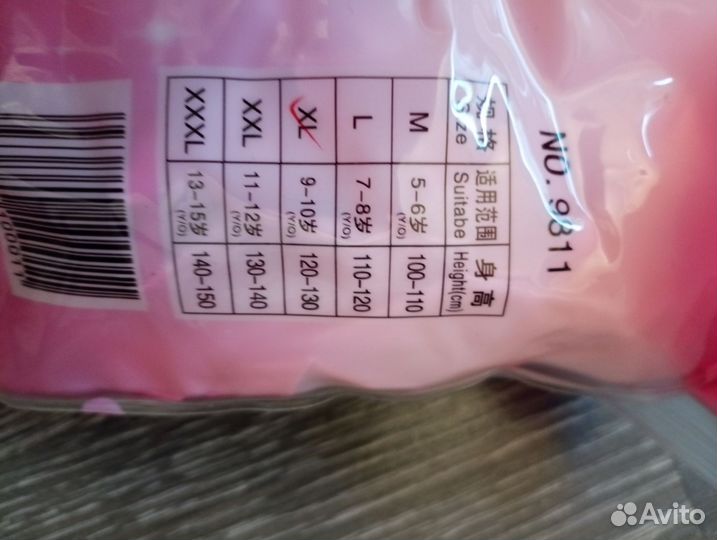 NO. 9811
规格 适用范围 身高
Size Suitabe Height(cm)
M 5-6岁 (Y/O) 100-110
L 7-8岁 (Y/O) 110-120
XL 9-10岁 (Y/O) 120-130
XXL 11-12岁 (Y/O) 130-140
XXXL 13-15岁 (Y/O) 140-150
Avito